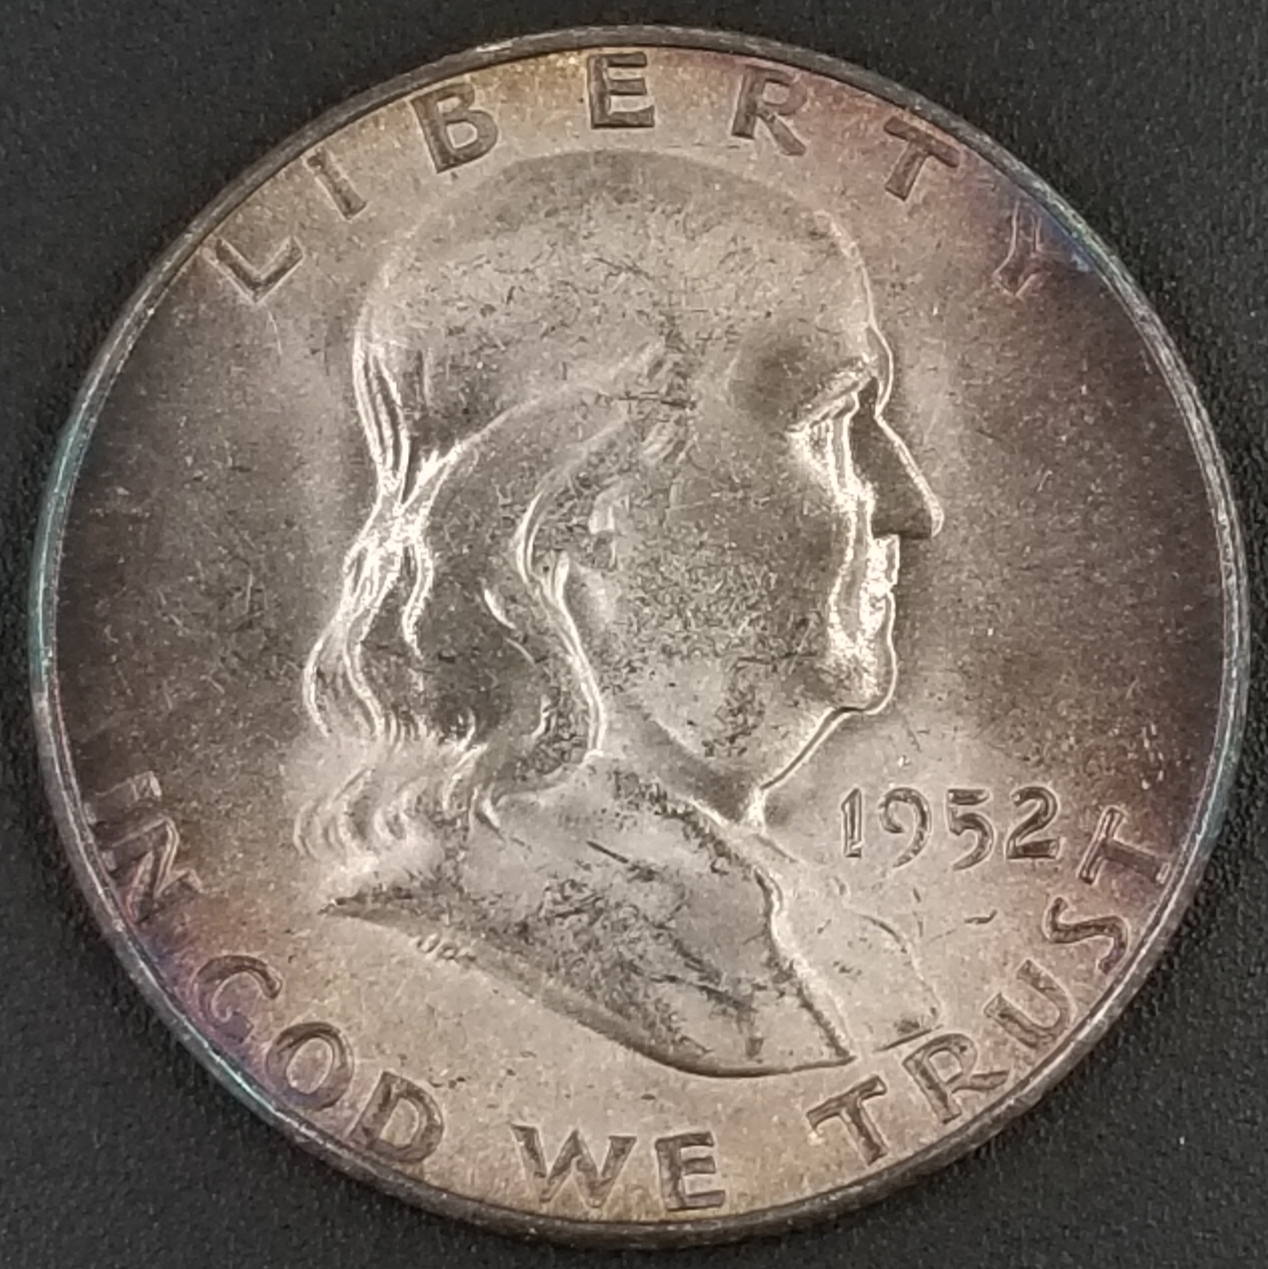 LIBERTY
1952
IN GOD WE TRUST